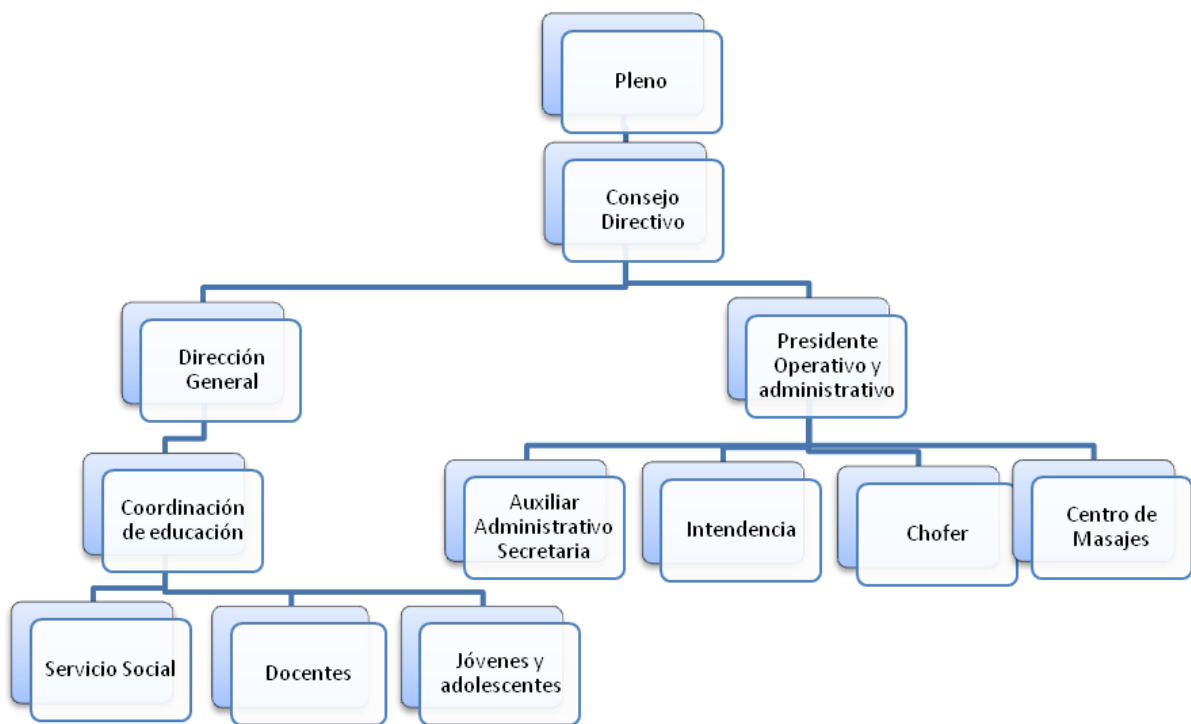 Pleno
Consejo
Directivo
Dirección
General
Presidente
Operativo y
administrativo
Coordinación
de educación
Auxiliar
Administrativo
Secretaria
Intendencia
Chofer
Centro de
Masajes
Servicio Social
Docentes
Jóvenes y
adolescentes